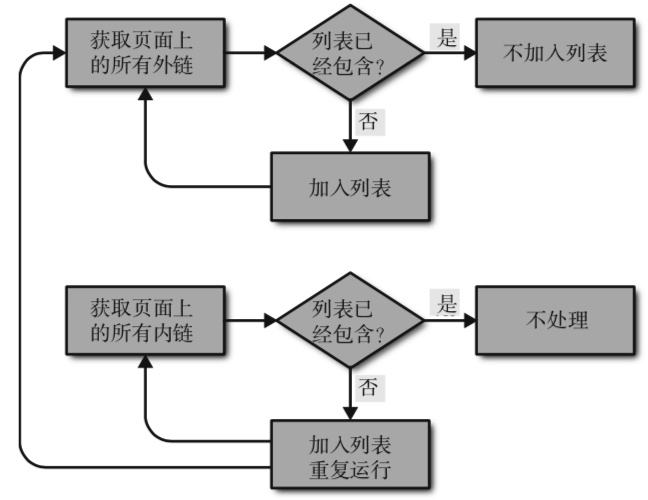 获取页面上
的所有外链
列表已
经包含?
是
不加入列表
否
加入列表
获取页面上
的所有内链
列表已
经包含?
是
不处理
否
加入列表
重复运行